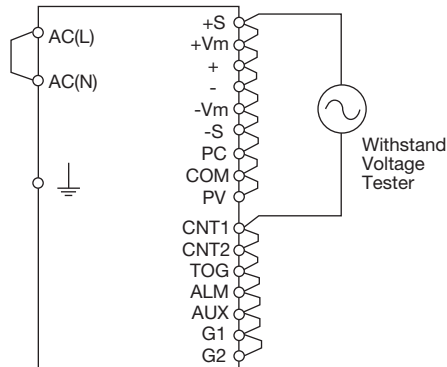 AC(L)
AC(N)
+S
+Vm
+
-
-Vm
-S
PC
COM
PV
CNT1
CNT2
TOG
ALM
AUX
G1
G2
Withstand
Voltage
Tester